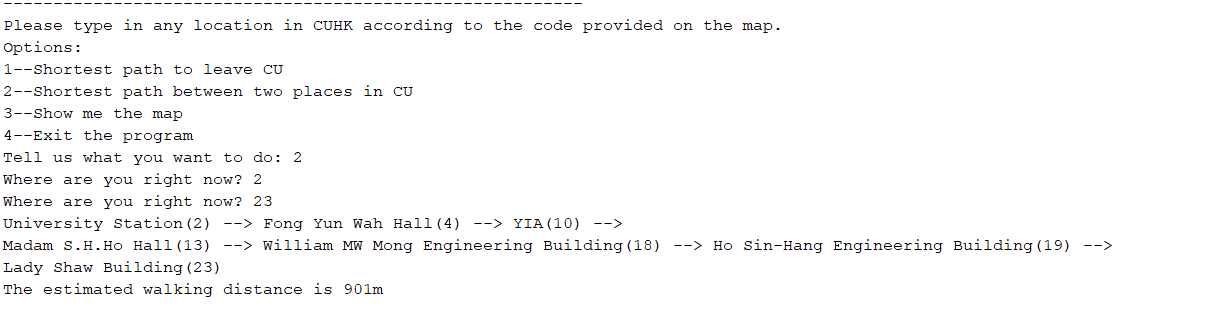 ----------------------------------------------------------
Please type in any location in CUHK according to the code provided on the map.
Options:
1--Shortest path to leave CU
2--Shortest path between two places in CU
3--Show me the map
4--Exit the program
Tell us what you want to do: 2
Where are you right now? 2
Where are you right now? 23
University Station(2) --> Fong Yun Wah Hall(4) --> YIA(10) -->
Madam S.H.Ho Hall(13) --> William MW Mong Engineering Building(18) --> Ho Sin-Hang Engineering Building(19) -->
Lady Shaw Building(23)
The estimated walking distance is 901m